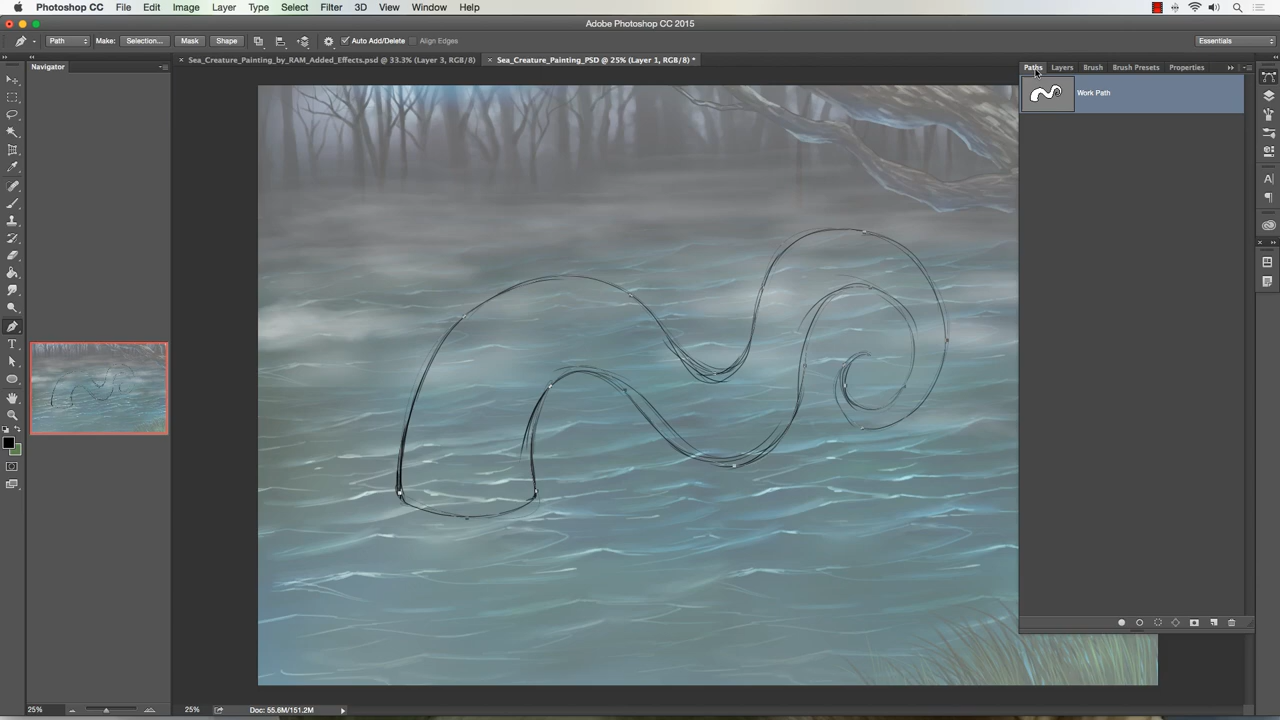 Photoshop CC File Edit Image Layer Type Select Filter 3D View Window Help
Adobe Photoshop CC 2015
Path Make: Selection... Mask Shape Auto Add/Delete Align Edges Essentials
Sea_Creature_Painting_by_RAM_Added_Effects.psd @ 33.3% (Layer 3, RGB/8) Sea_Creature_Painting_PSD @ 25% (Layer 1, RGB/8) *
Navigator
Paths Layers Brush Brush Presets Properties
Work Path
25% 25% Doc: 55.6M/151.2M